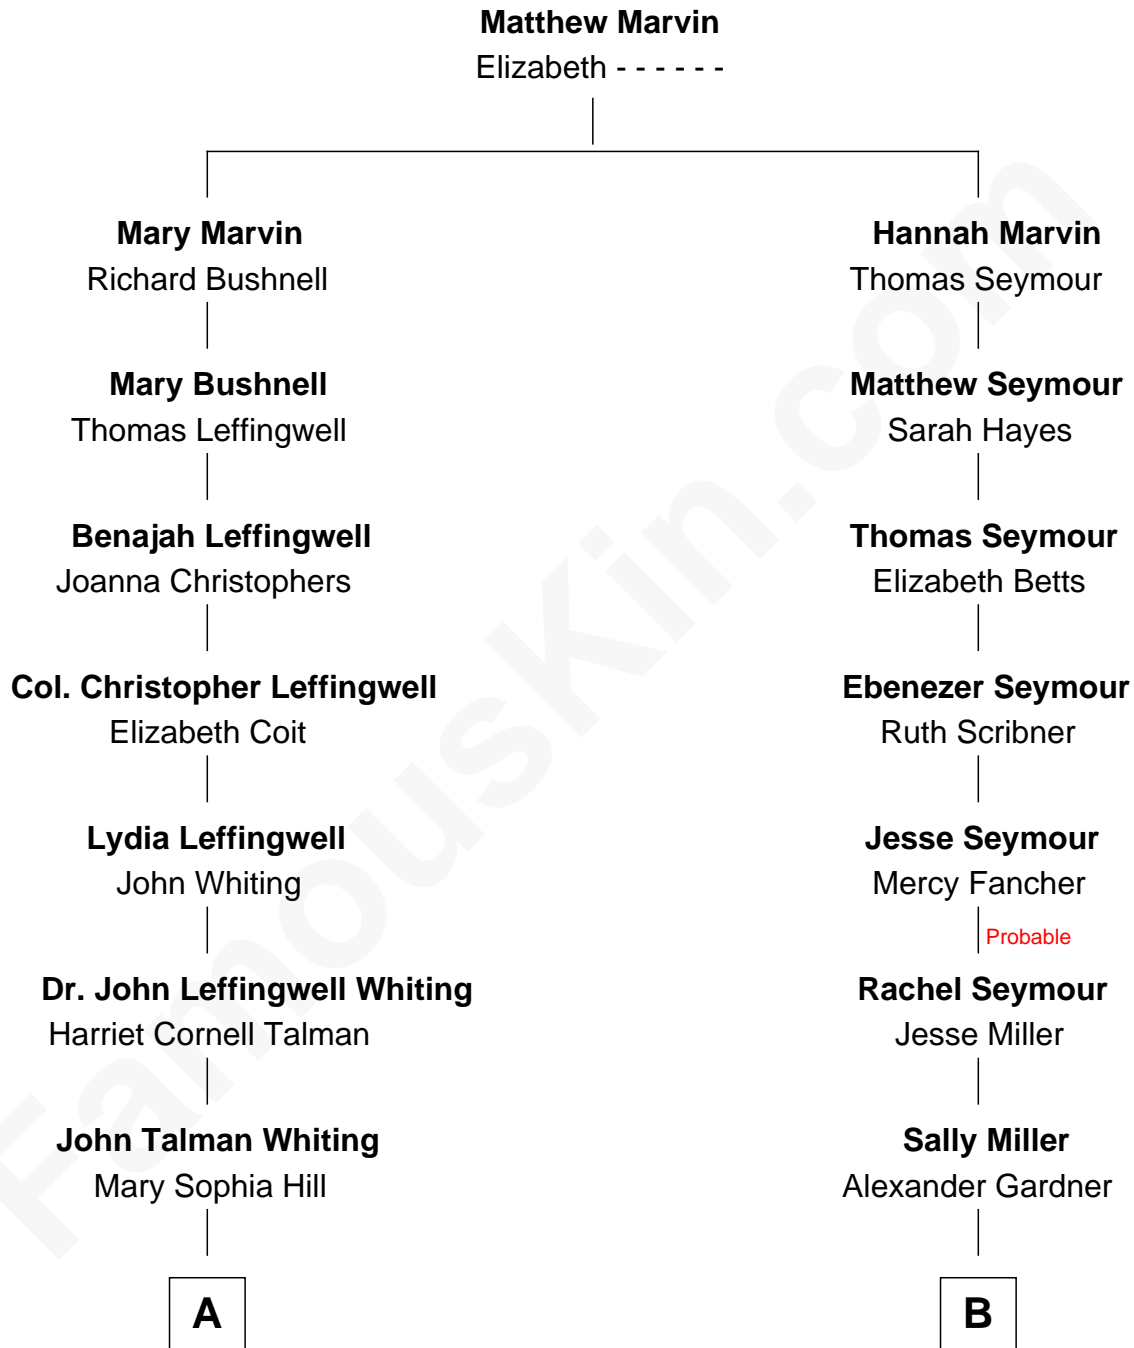 Matthew Marvin
Elizabeth - - - - - -
Mary Marvin
Richard Bushnell
Hannah Marvin
Thomas Seymour
Mary Bushnell
Thomas Leffingwell
Matthew Seymour
Sarah Hayes
Benajah Leffingwell
Joanna Christophers
Thomas Seymour
Elizabeth Betts
Col. Christopher Leffingwell
Elizabeth Coit
Ebenezer Seymour
Ruth Scribner
Lydia Leffingwell
John Whiting
Jesse Seymour
Mercy Fancher
Probable
Dr. John Leffingwell Whiting
Harriet Cornell Talman
Rachel Seymour
Jesse Miller
John Talman Whiting
Mary Sophia Hill
Sally Miller
Alexander Gardner
A
B
FamousKin.com